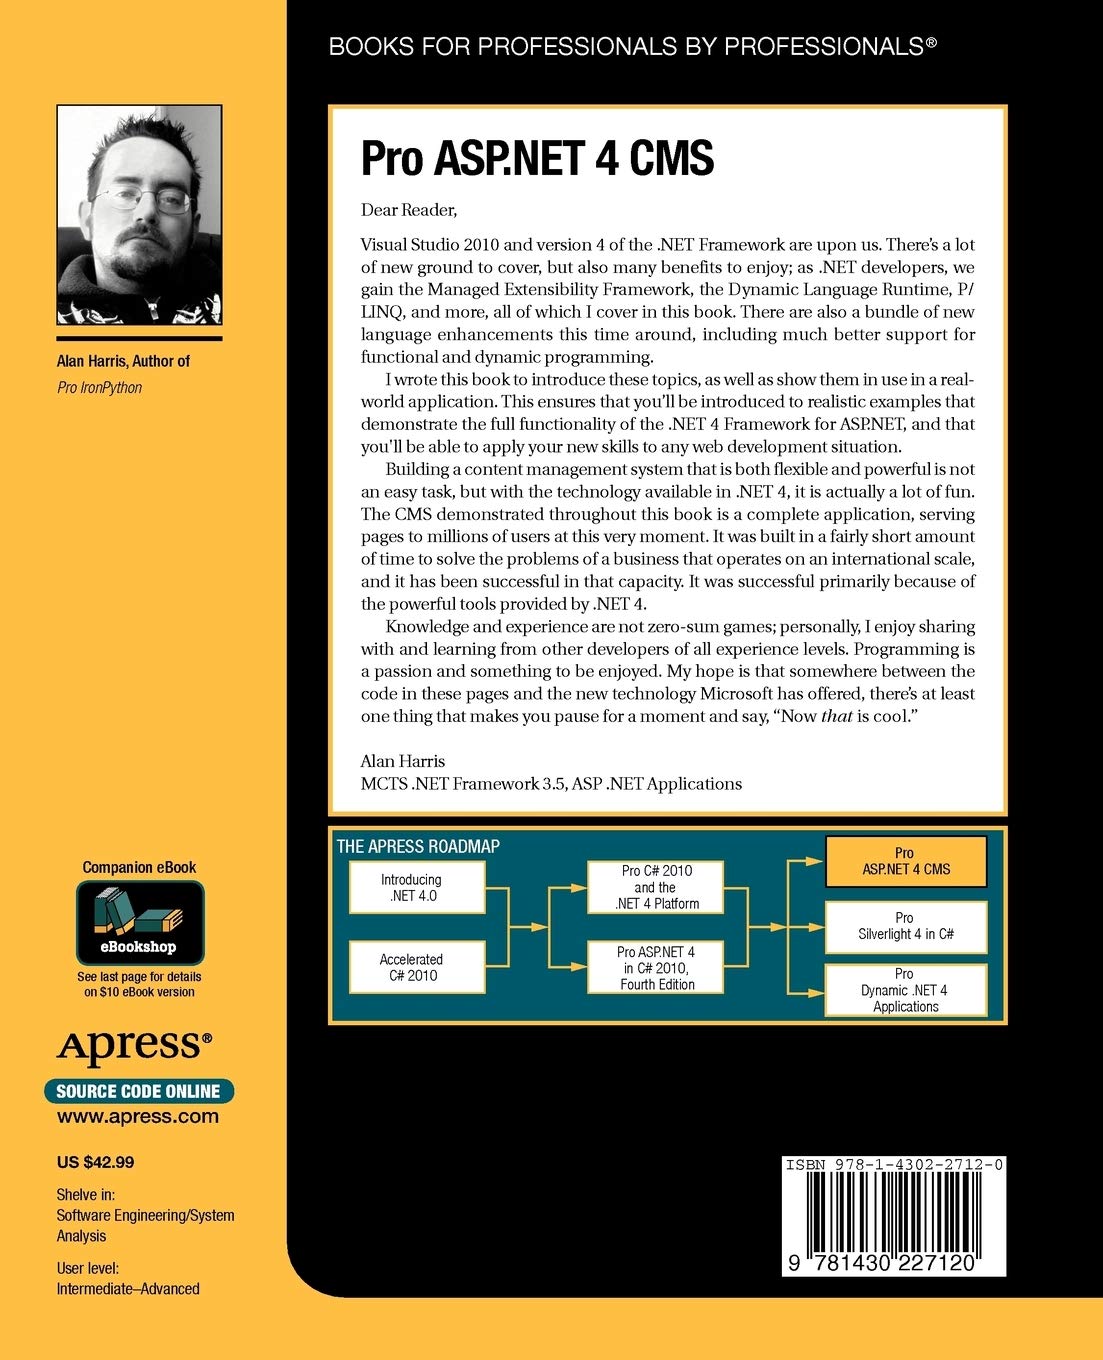 BOOKS FOR PROFESSIONALS BY PROFESSIONALS®
Alan Harris, Author of
Pro IronPython
Pro ASP.NET 4 CMS
Dear Reader,
Visual Studio 2010 and version 4 of the .NET Framework are upon us. There’s a lot
of new ground to cover, but also many benefits to enjoy; as .NET developers, we
gain the Managed Extensibility Framework, the Dynamic Language Runtime, P/
LINQ, and more, all of which I cover in this book. There are also a bundle of new
language enhancements this time around, including much better support for
functional and dynamic programming.
I wrote this book to introduce these topics, as well as show them in use in a real-
world application. This ensures that you’ll be introduced to realistic examples that
demonstrate the full functionality of the .NET 4 Framework for ASP.NET, and that
you’ll be able to apply your new skills to any web development situation.
Building a content management system that is both flexible and powerful is not
an easy task, but with the technology available in .NET 4, it is actually a lot of fun.
The CMS demonstrated throughout this book is a complete application, serving
pages to millions of users at this very moment. It was built in a fairly short amount
of time to solve the problems of a business that operates on an international scale,
and it has been successful in that capacity. It was successful primarily because of
the powerful tools provided by .NET 4.
Knowledge and experience are not zero-sum games; personally, I enjoy sharing
with and learning from other developers of all experience levels. Programming is
a passion and something to be enjoyed. My hope is that somewhere between the
code in these pages and the new technology Microsoft has offered, there’s at least
one thing that makes you pause for a moment and say, “Now that is cool.”
Alan Harris
MCTS .NET Framework 3.5, ASP .NET Applications
THE APRESS ROADMAP
Introducing
.NET 4.0
Accelerated
C# 2010
Pro C# 2010
and the
.NET 4 Platform
Pro ASP.NET 4
in C# 2010,
Fourth Edition
Pro
ASP.NET 4 CMS
Pro
Silverlight 4 in C#
Pro
Dynamic .NET 4
Applications
Companion eBook
eBookshop
See last page for details
on $10 eBook version
Apress®
SOURCE CODE ONLINE
www.apress.com
US $42.99
Shelve in:
Software Engineering/System
Analysis
User level:
Intermediate–Advanced
ISBN 978-1-4302-2712-0
9 781430 227120